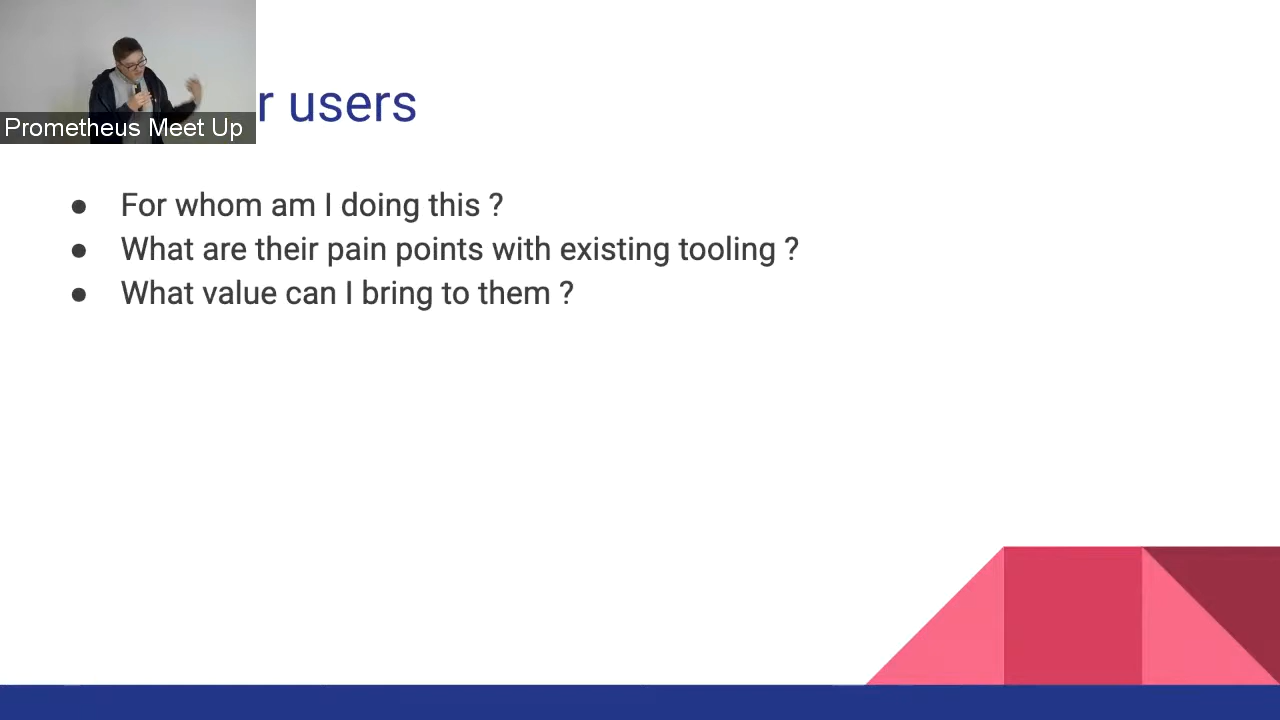 Prometheus Meet Up
r users
For whom am I doing this ?
What are their pain points with existing tooling ?
What value can I bring to them ?